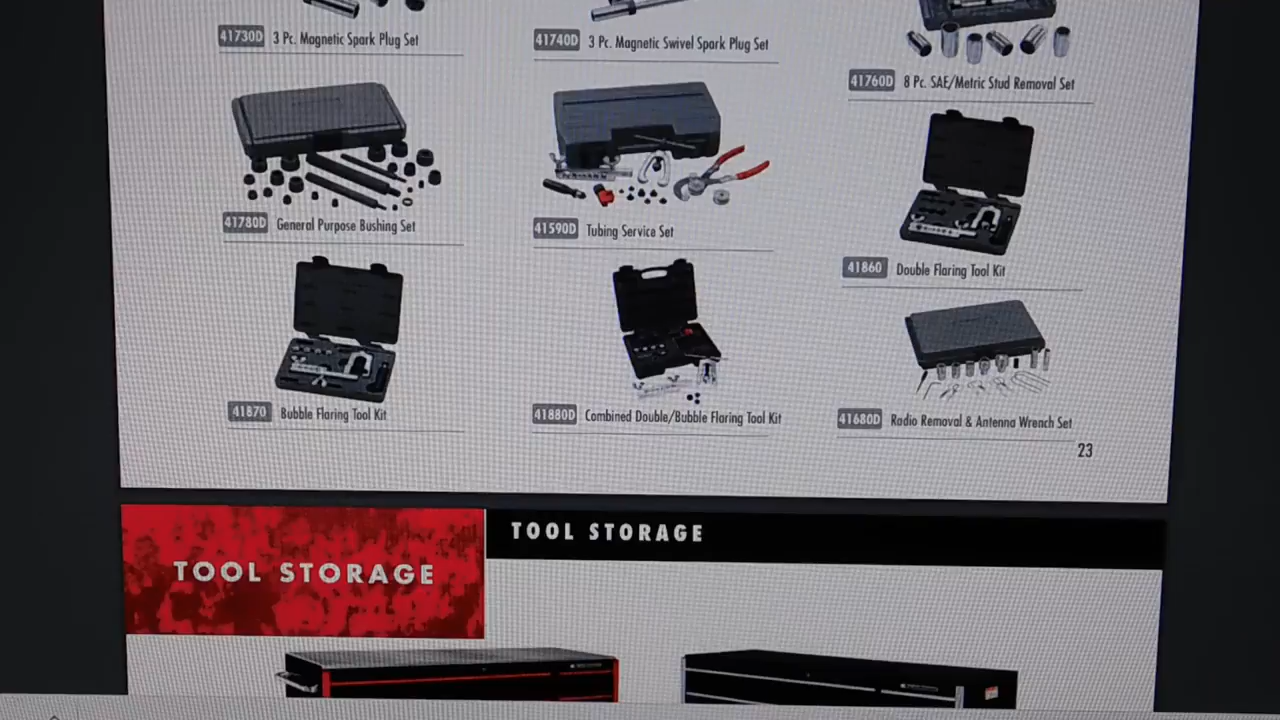 41730D 3 Pc. Magnetic Spark Plug Set
41740D 3 Pc. Magnetic Swivel Spark Plug Set
41760D 8 Pc. SAE/Metric Stud Removal Set
41780D General Purpose Bushing Set
41590D Tubing Service Set
41860 Double Flaring Tool Kit
41870 Bubble Flaring Tool Kit
41880D Combined Double/Bubble Flaring Tool Kit
41680D Radio Removal & Antenna Wrench Set
23
TOOL STORAGE
TOOL STORAGE